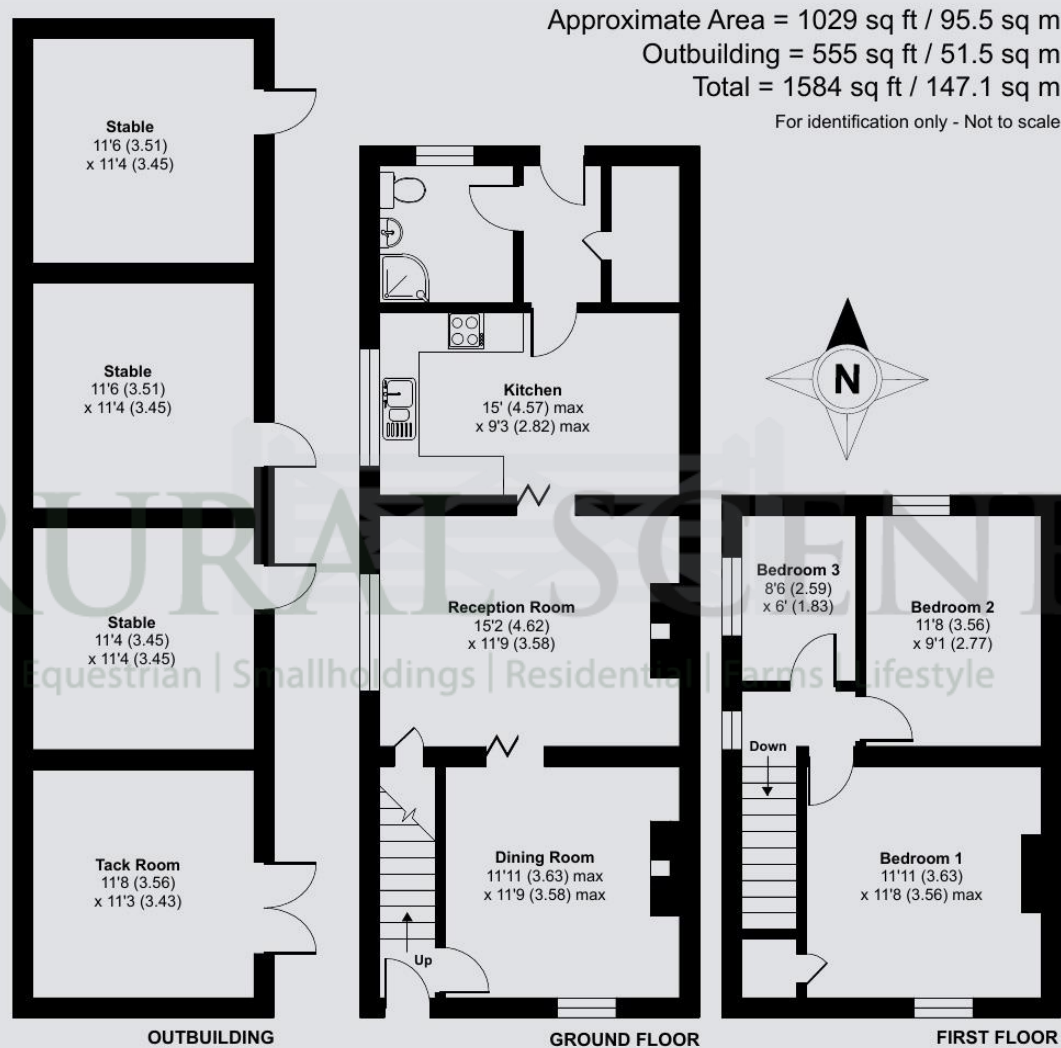 Approximate Area = 1029 sq ft / 95.5 sq m
Outbuilding = 555 sq ft / 51.5 sq m
Total = 1584 sq ft / 147.1 sq m
For identification only - Not to scale
Stable
11'6 (3.51)
x 11'4 (3.45)
Stable
11'6 (3.51)
x 11'4 (3.45)
Stable
11'4 (3.45)
x 11'4 (3.45)
Tack Room
11'8 (3.56)
x 11'3 (3.43)
OUTBUILDING
Kitchen
15' (4.57) max
x 9'3 (2.82) max
Reception Room
15'2 (4.62)
x 11'9 (3.58)
Dining Room
11'11 (3.63) max
x 11'9 (3.58) max
Up
GROUND FLOOR
N
Bedroom 3
8'6 (2.59)
x 6' (1.83)
Bedroom 2
11'8 (3.56)
x 9'1 (2.77)
Down
Bedroom 1
11'11 (3.63)
x 11'8 (3.56) max
FIRST FLOOR
RURAL SCENE
Equestrian | Smallholdings | Residential | Farms | Lifestyle